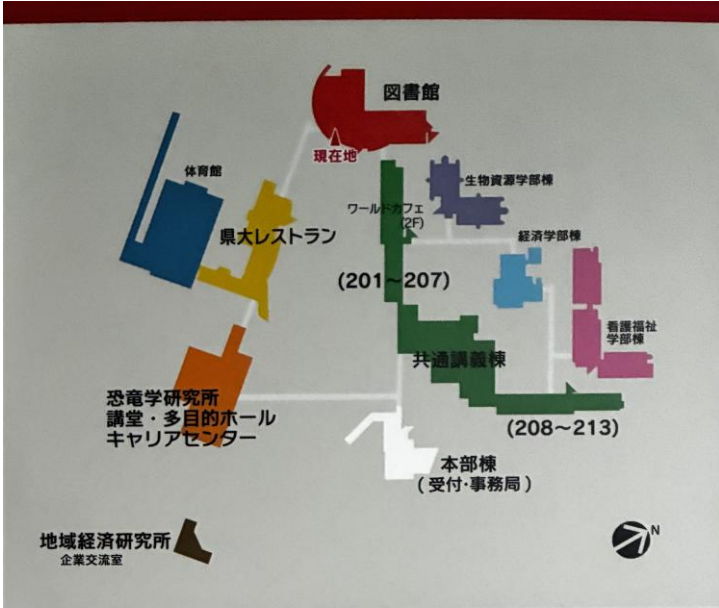 図書館
現在地
体育館
生物資源学部棟
ワールドカフェ
(2F)
県大レストラン
経済学部棟
(201～207)
看護福祉
学部棟
共通講義棟
恐竜学研究所
講堂・多目的ホール
キャリアセンター
(208～213)
本部棟
(受付・事務局)
地域経済研究所
企業交流室
N